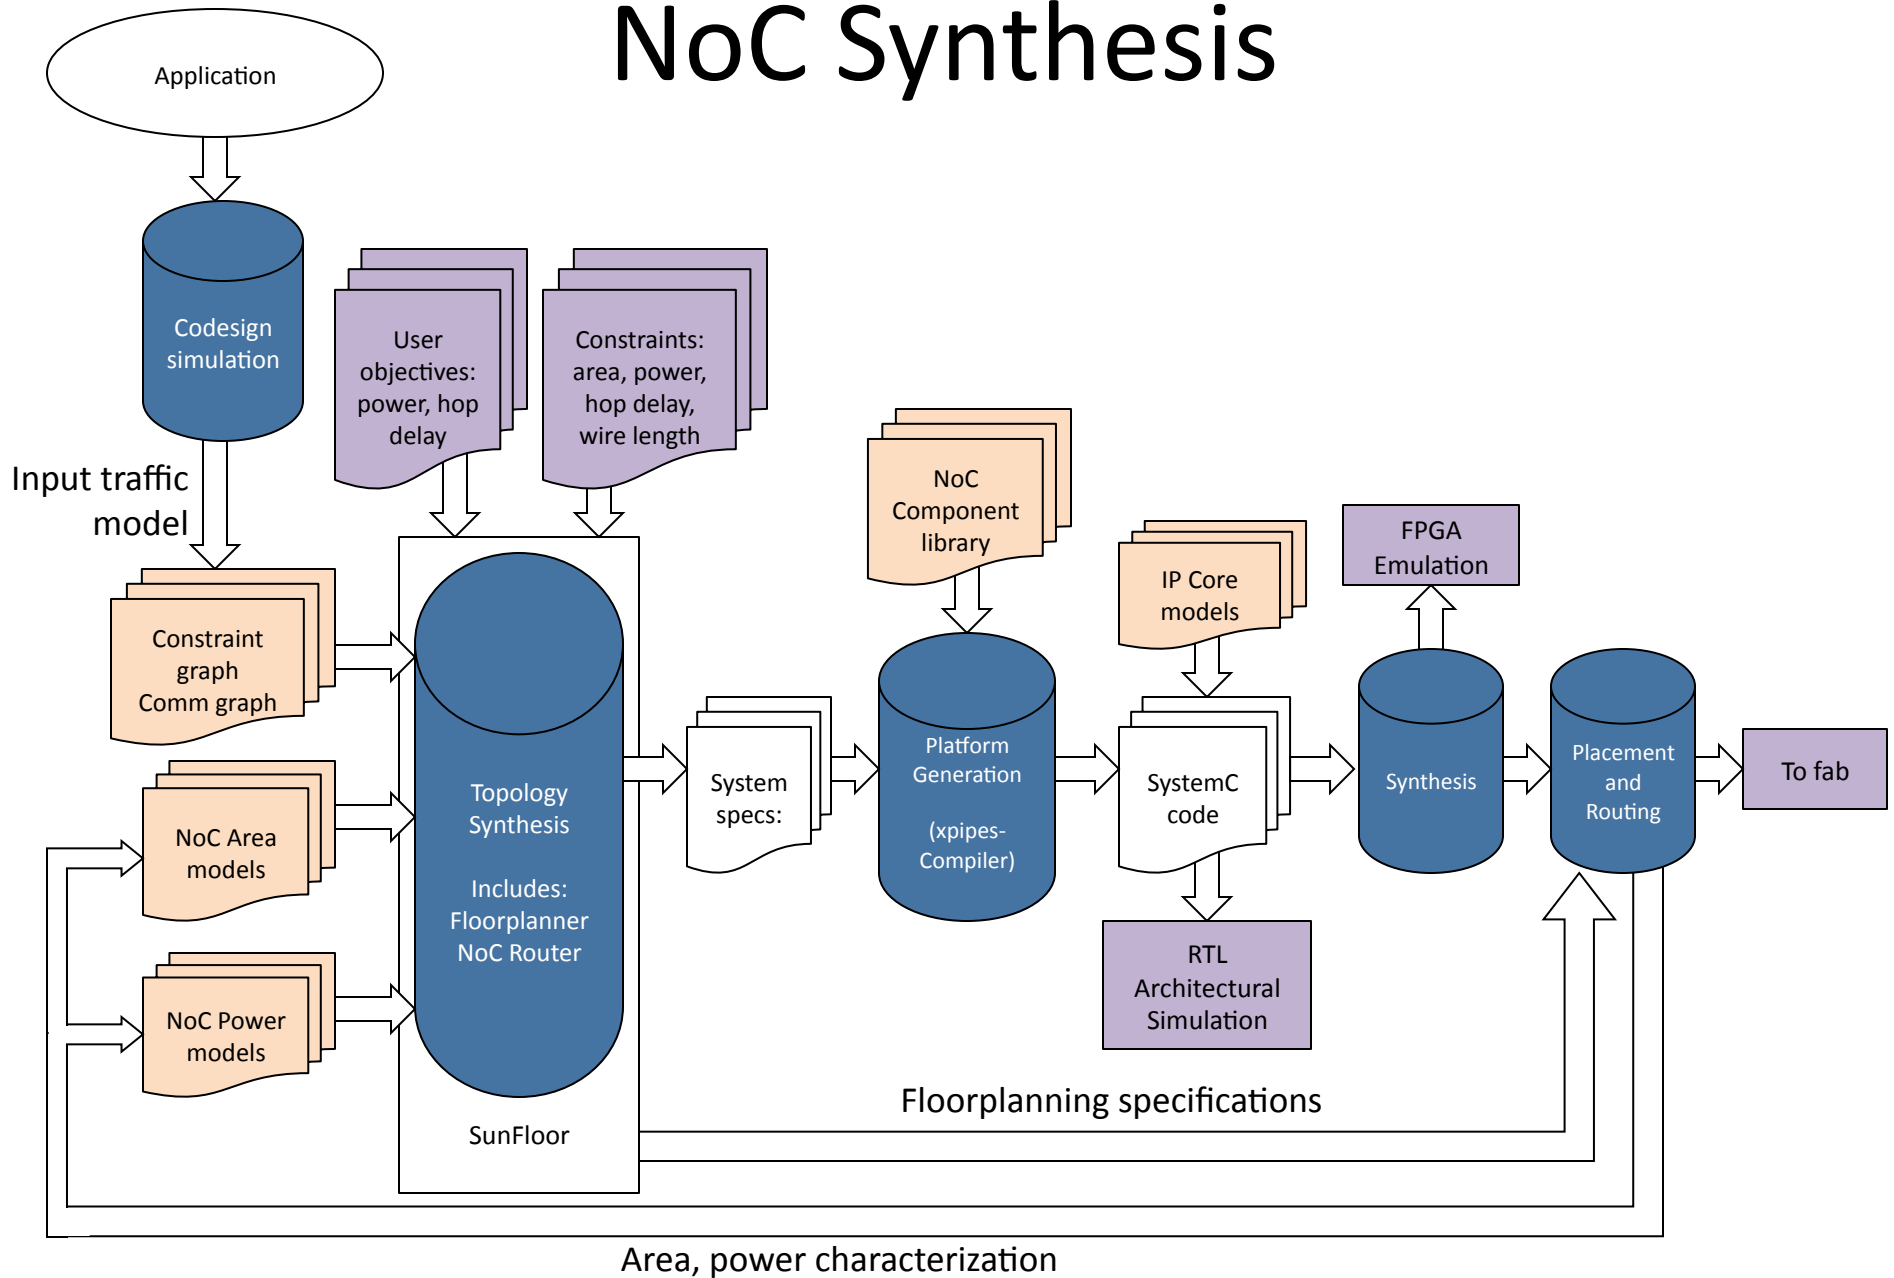 NoC Synthesis
Application
Codesign
simulation
Input traffic
model
User
objectives:
power, hop
delay
Constraints:
area, power,
hop delay,
wire length
Constraint
graph
Comm graph
NoC Area
models
NoC Power
models
Topology
Synthesis
Includes:
Floorplanner
NoC Router
SunFloor
System
specs:
NoC
Component
library
Platform
Generation
(xpipes-
Compiler)
IP Core
models
SystemC
code
RTL
Architectural
Simulation
FPGA
Emulation
Synthesis
Placement
and
Routing
To fab
Floorplanning specifications
Area, power characterization